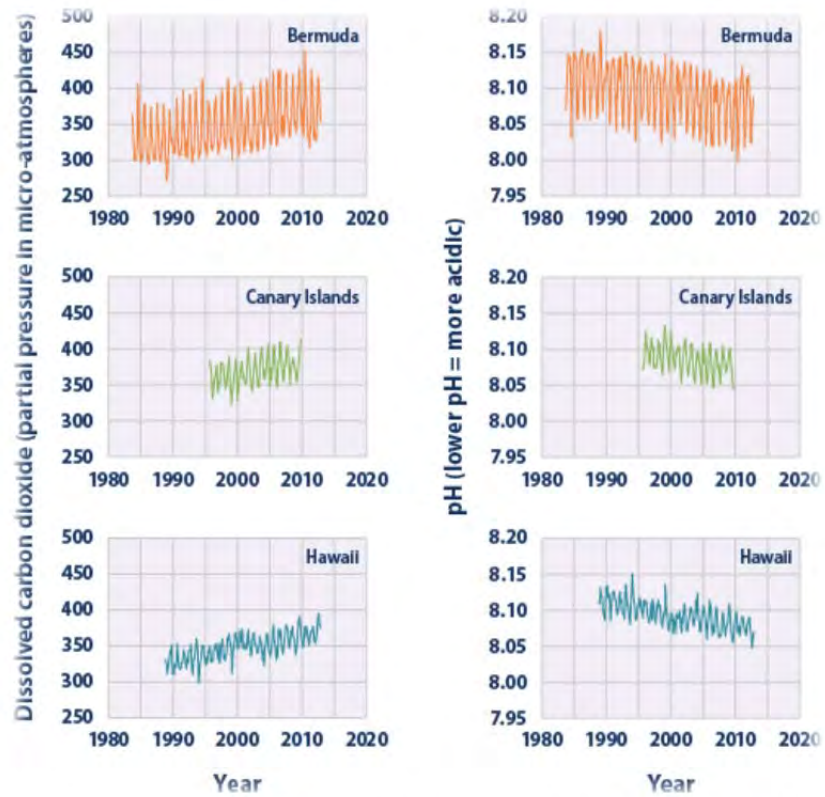 Dissolved carbon dioxide (partial pressure in micro-atmospheres)
500
450
400
350
300
250
Bermuda
1980 1990 2000 2010 2020
500
450
400
350
300
250
Canary Islands
1980 1990 2000 2010 2020
500
450
400
350
300
250
Hawaii
1980 1990 2000 2010 2020
Year
pH (lower pH = more acidic)
8.20
8.15
8.10
8.05
8.00
7.95
Bermuda
1980 1990 2000 2010 2020
8.20
8.15
8.10
8.05
8.00
7.95
Canary Islands
1980 1990 2000 2010 2020
8.20
8.15
8.10
8.05
8.00
7.95
Hawaii
1980 1990 2000 2010 2020
Year